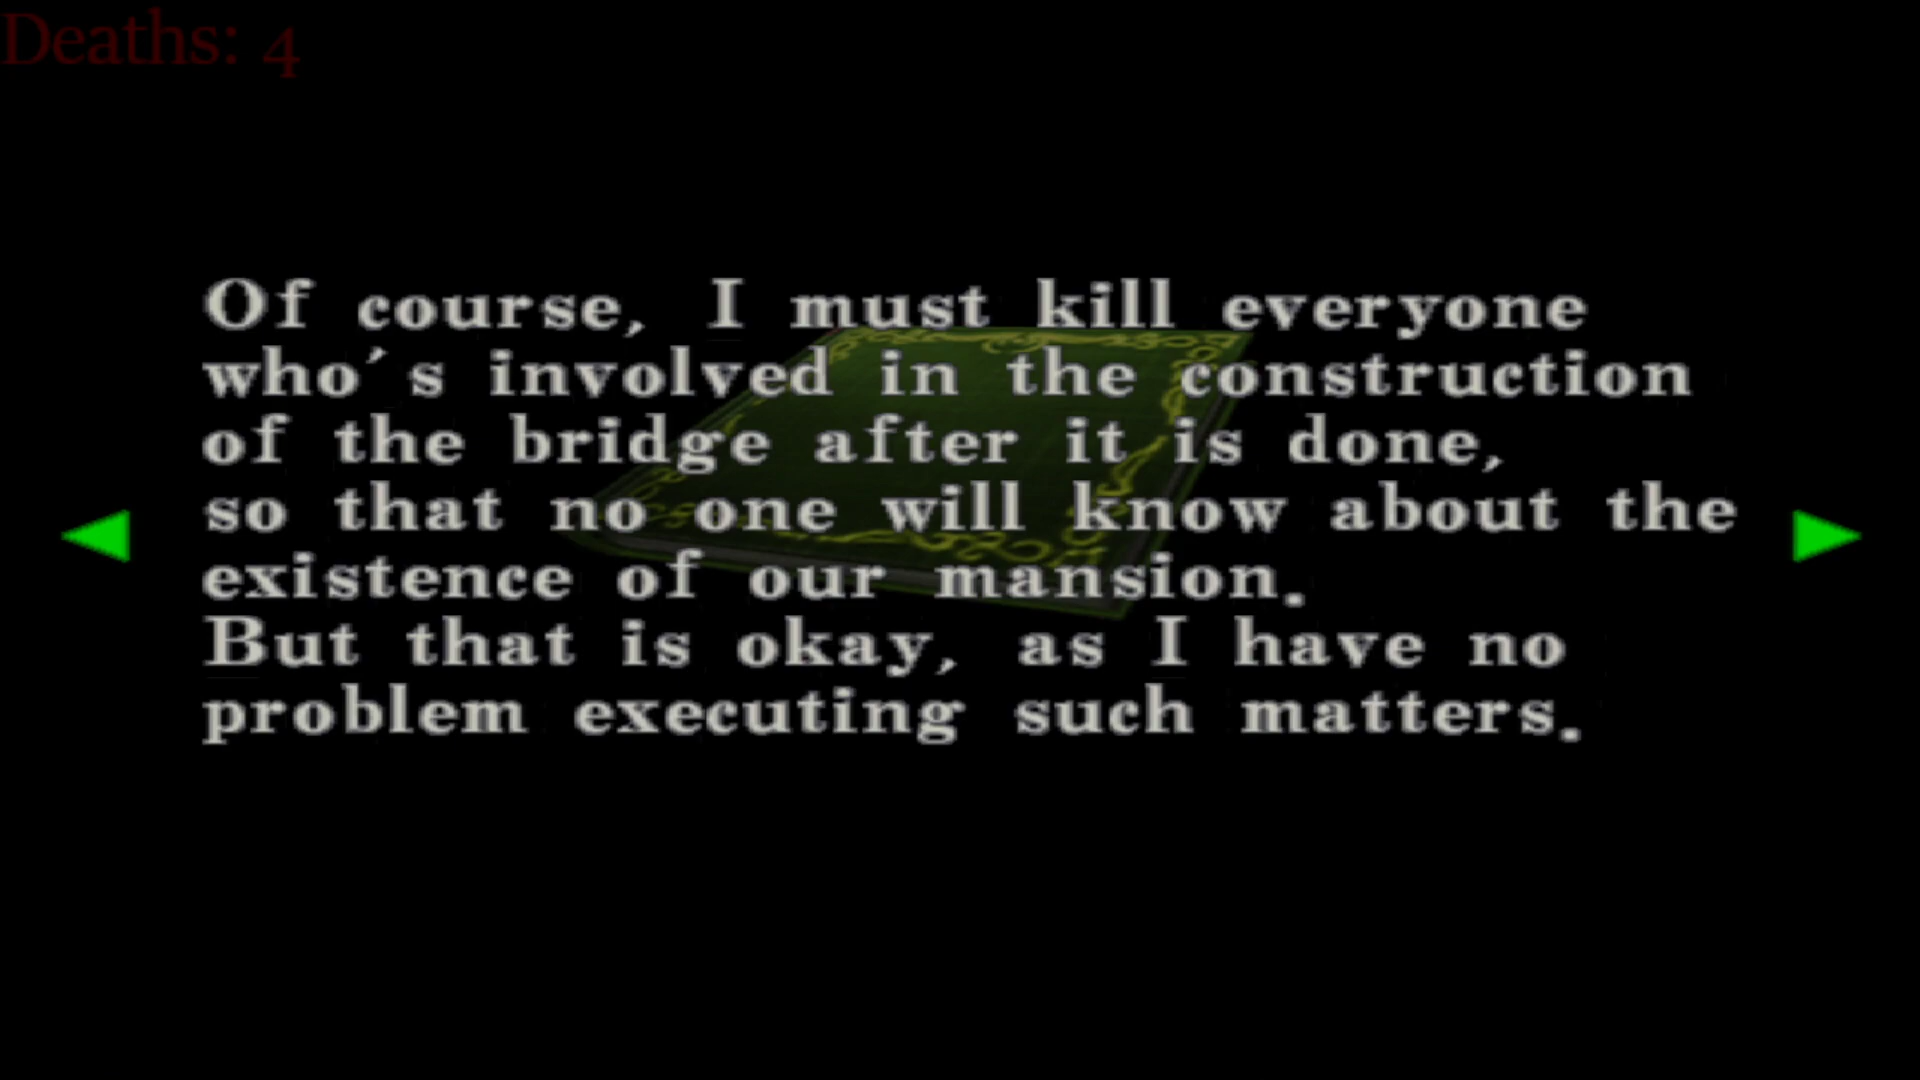 Deaths: 4
Of course, I must kill everyone
who's involved in the construction
of the bridge after it is done,
so that no one will know about the
existence of our mansion.
But that is okay, as I have no
problem executing such matters.